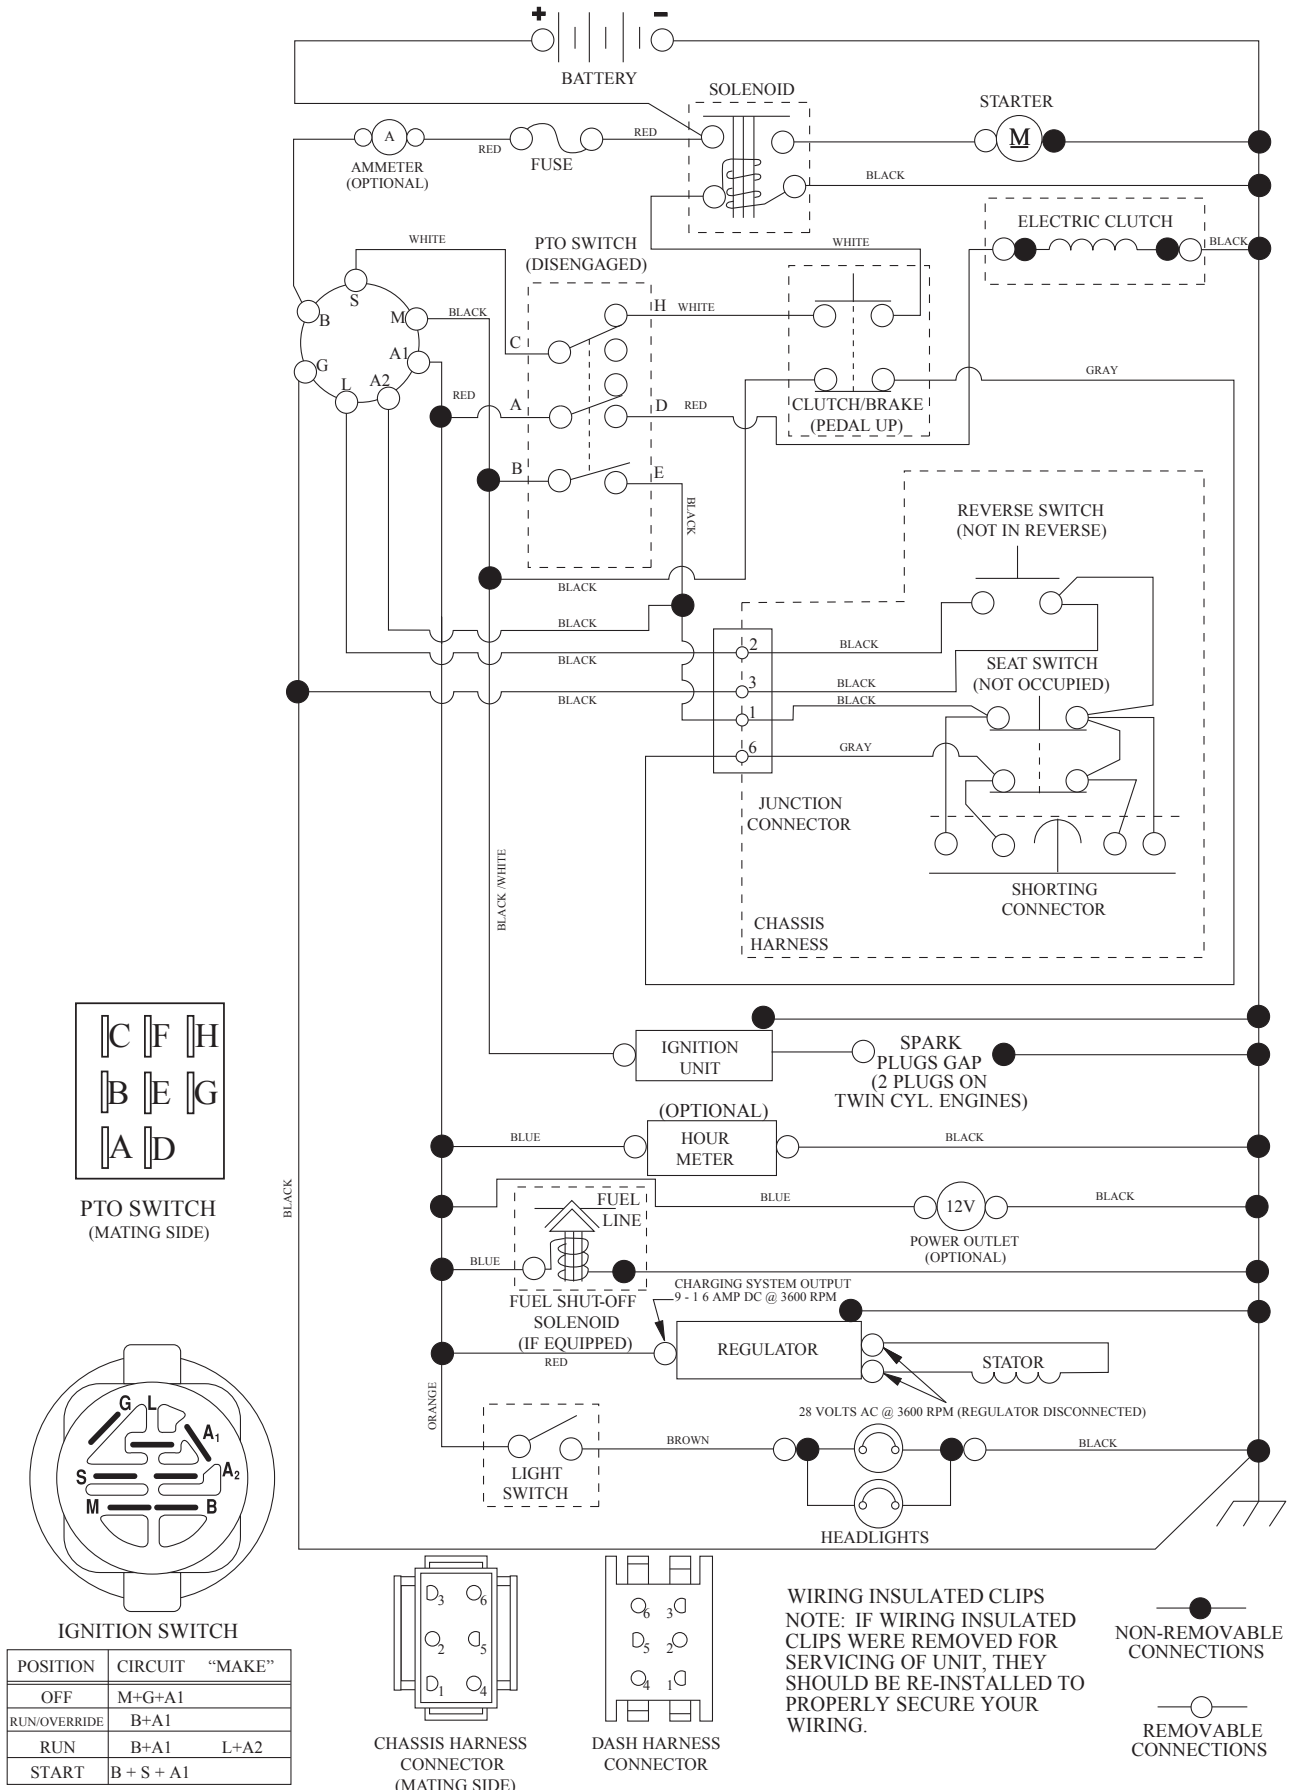 + −
BATTERY
SOLENOID
STARTER
A
M
RED
FUSE
RED
AMMETER
(OPTIONAL)
BLACK
ELECTRIC CLUTCH
BLACK
WHITE
PTO SWITCH
(DISENGAGED)
WHITE
S
B
M
BLACK
G
A1
L
A2
H
WHITE
C
RED
A
D
RED
B
E
CLUTCH/BRAKE
(PEDAL UP)
GRAY
BLACK
REVERSE SWITCH
(NOT IN REVERSE)
BLACK
BLACK
BLACK
2
BLACK
SEAT SWITCH
(NOT OCCUPIED)
BLACK
3
BLACK
BLACK
1
6
GRAY
JUNCTION
CONNECTOR
SHORTING
CONNECTOR
CHASSIS
HARNESS
BLACK /WHITE
C F H
B E G
A D
PTO SWITCH
(MATING SIDE)
BLACK
IGNITION
UNIT
SPARK
PLUGS GAP
(2 PLUGS ON
TWIN CYL. ENGINES)
(OPTIONAL)
BLUE
HOUR
METER
BLACK
BLUE
12V
BLACK
POWER OUTLET
(OPTIONAL)
FUEL
LINE
BLUE
FUEL SHUT-OFF
SOLENOID
(IF EQUIPPED)
CHARGING SYSTEM OUTPUT
9 - 1 6 AMP DC @ 3600 RPM
RED
REGULATOR
STATOR
28 VOLTS AC @ 3600 RPM (REGULATOR DISCONNECTED)
ORANGE
LIGHT
SWITCH
BROWN
BLACK
HEADLIGHTS
G L
A1
S
A2
M B
IGNITION SWITCH
POSITION CIRCUIT “MAKE”
OFF M+G+A1
RUN/OVERRIDE B+A1
RUN B+A1 L+A2
START B + S + A1
3 6
2 5
1 4
CHASSIS HARNESS
CONNECTOR
(MATING SIDE)
6 3
5 2
4 1
DASH HARNESS
CONNECTOR
WIRING INSULATED CLIPS
NOTE: IF WIRING INSULATED
CLIPS WERE REMOVED FOR
SERVICING OF UNIT, THEY
SHOULD BE RE-INSTALLED TO
PROPERLY SECURE YOUR
WIRING.
NON-REMOVABLE
CONNECTIONS
REMOVABLE
CONNECTIONS